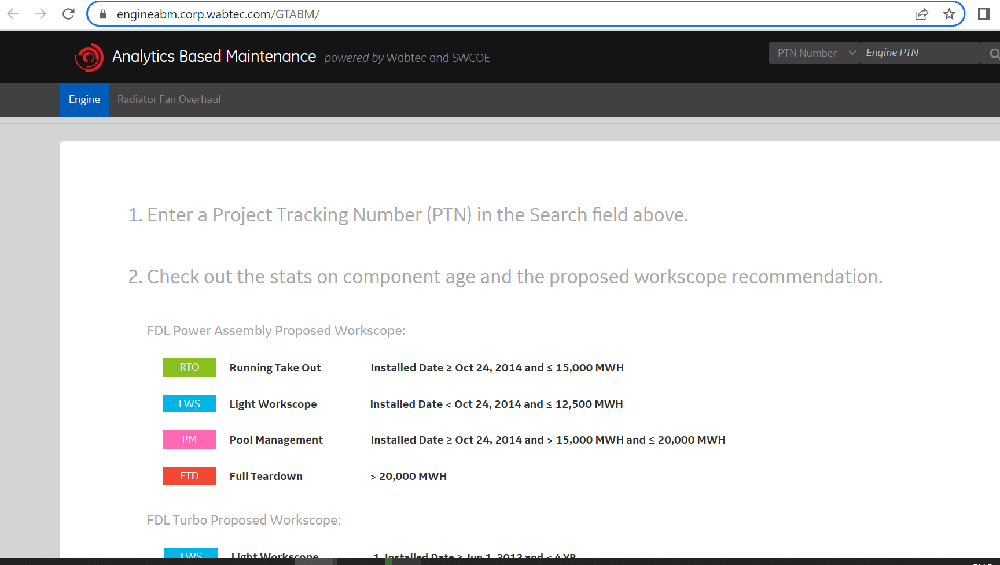 engineabm.corp.wabtec.com/GTABM/
Analytics Based Maintenance powered by Wabtec and SWCOE
PTN Number Engine PTN
Engine Radiator Fan Overhaul
1. Enter a Project Tracking Number (PTN) in the Search field above.
2. Check out the stats on component age and the proposed workscope recommendation.
FDL Power Assembly Proposed Workscope:
RTO Running Take Out Installed Date ≥ Oct 24, 2014 and ≤ 15,000 MWH
LWS Light Workscope Installed Date < Oct 24, 2014 and ≤ 12,500 MWH
PM Pool Management Installed Date ≥ Oct 24, 2014 and > 15,000 MWH and ≤ 20,000 MWH
FTD Full Teardown > 20,000 MWH
FDL Turbo Proposed Workscope:
LWS Light Workscope 1. Installed Date ≥ Jun 1, 2012 and < 4 YR